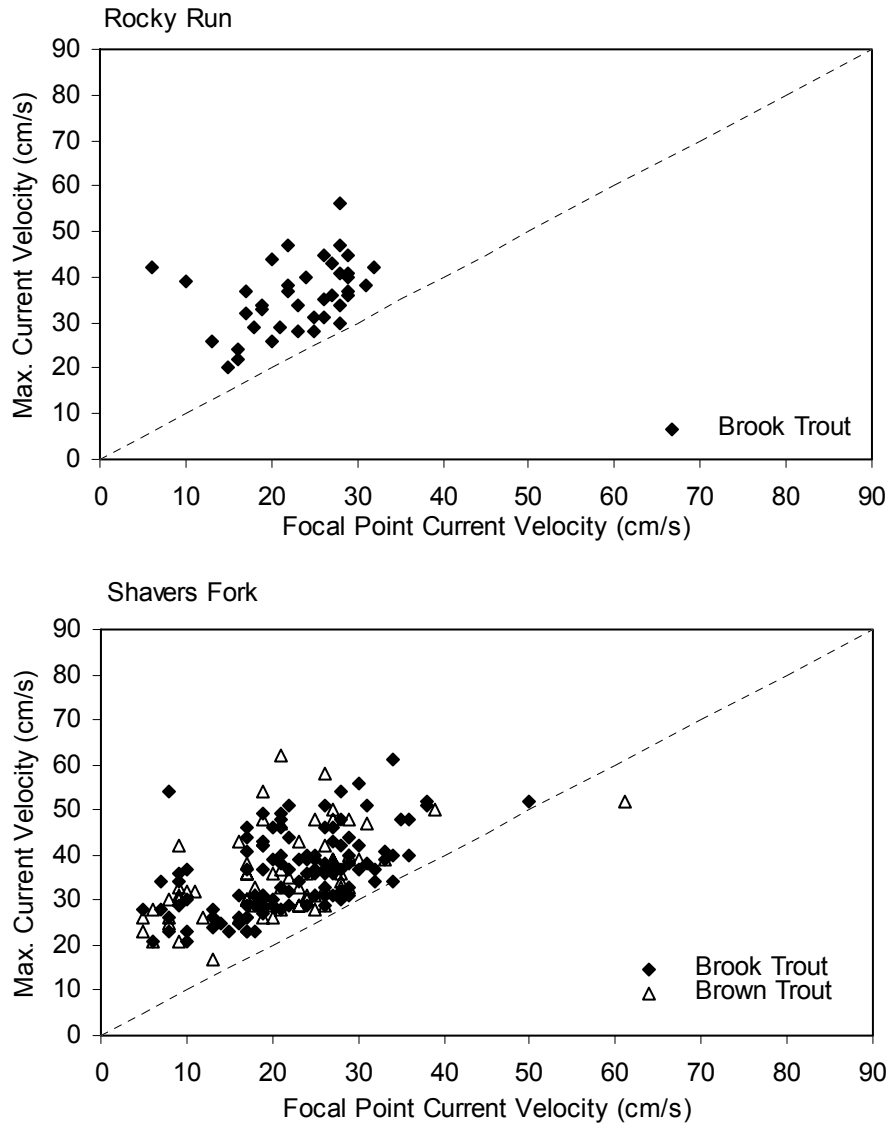 Rocky Run
90
80
70
60
50
40
30
20
10
0
Max. Current Velocity (cm/s)
0 10 20 30 40 50 60 70 80 90
Focal Point Current Velocity (cm/s)
Brook Trout
Shavers Fork
90
80
70
60
50
40
30
20
10
0
Max. Current Velocity (cm/s)
0 10 20 30 40 50 60 70 80 90
Focal Point Current Velocity (cm/s)
Brook Trout
Brown Trout